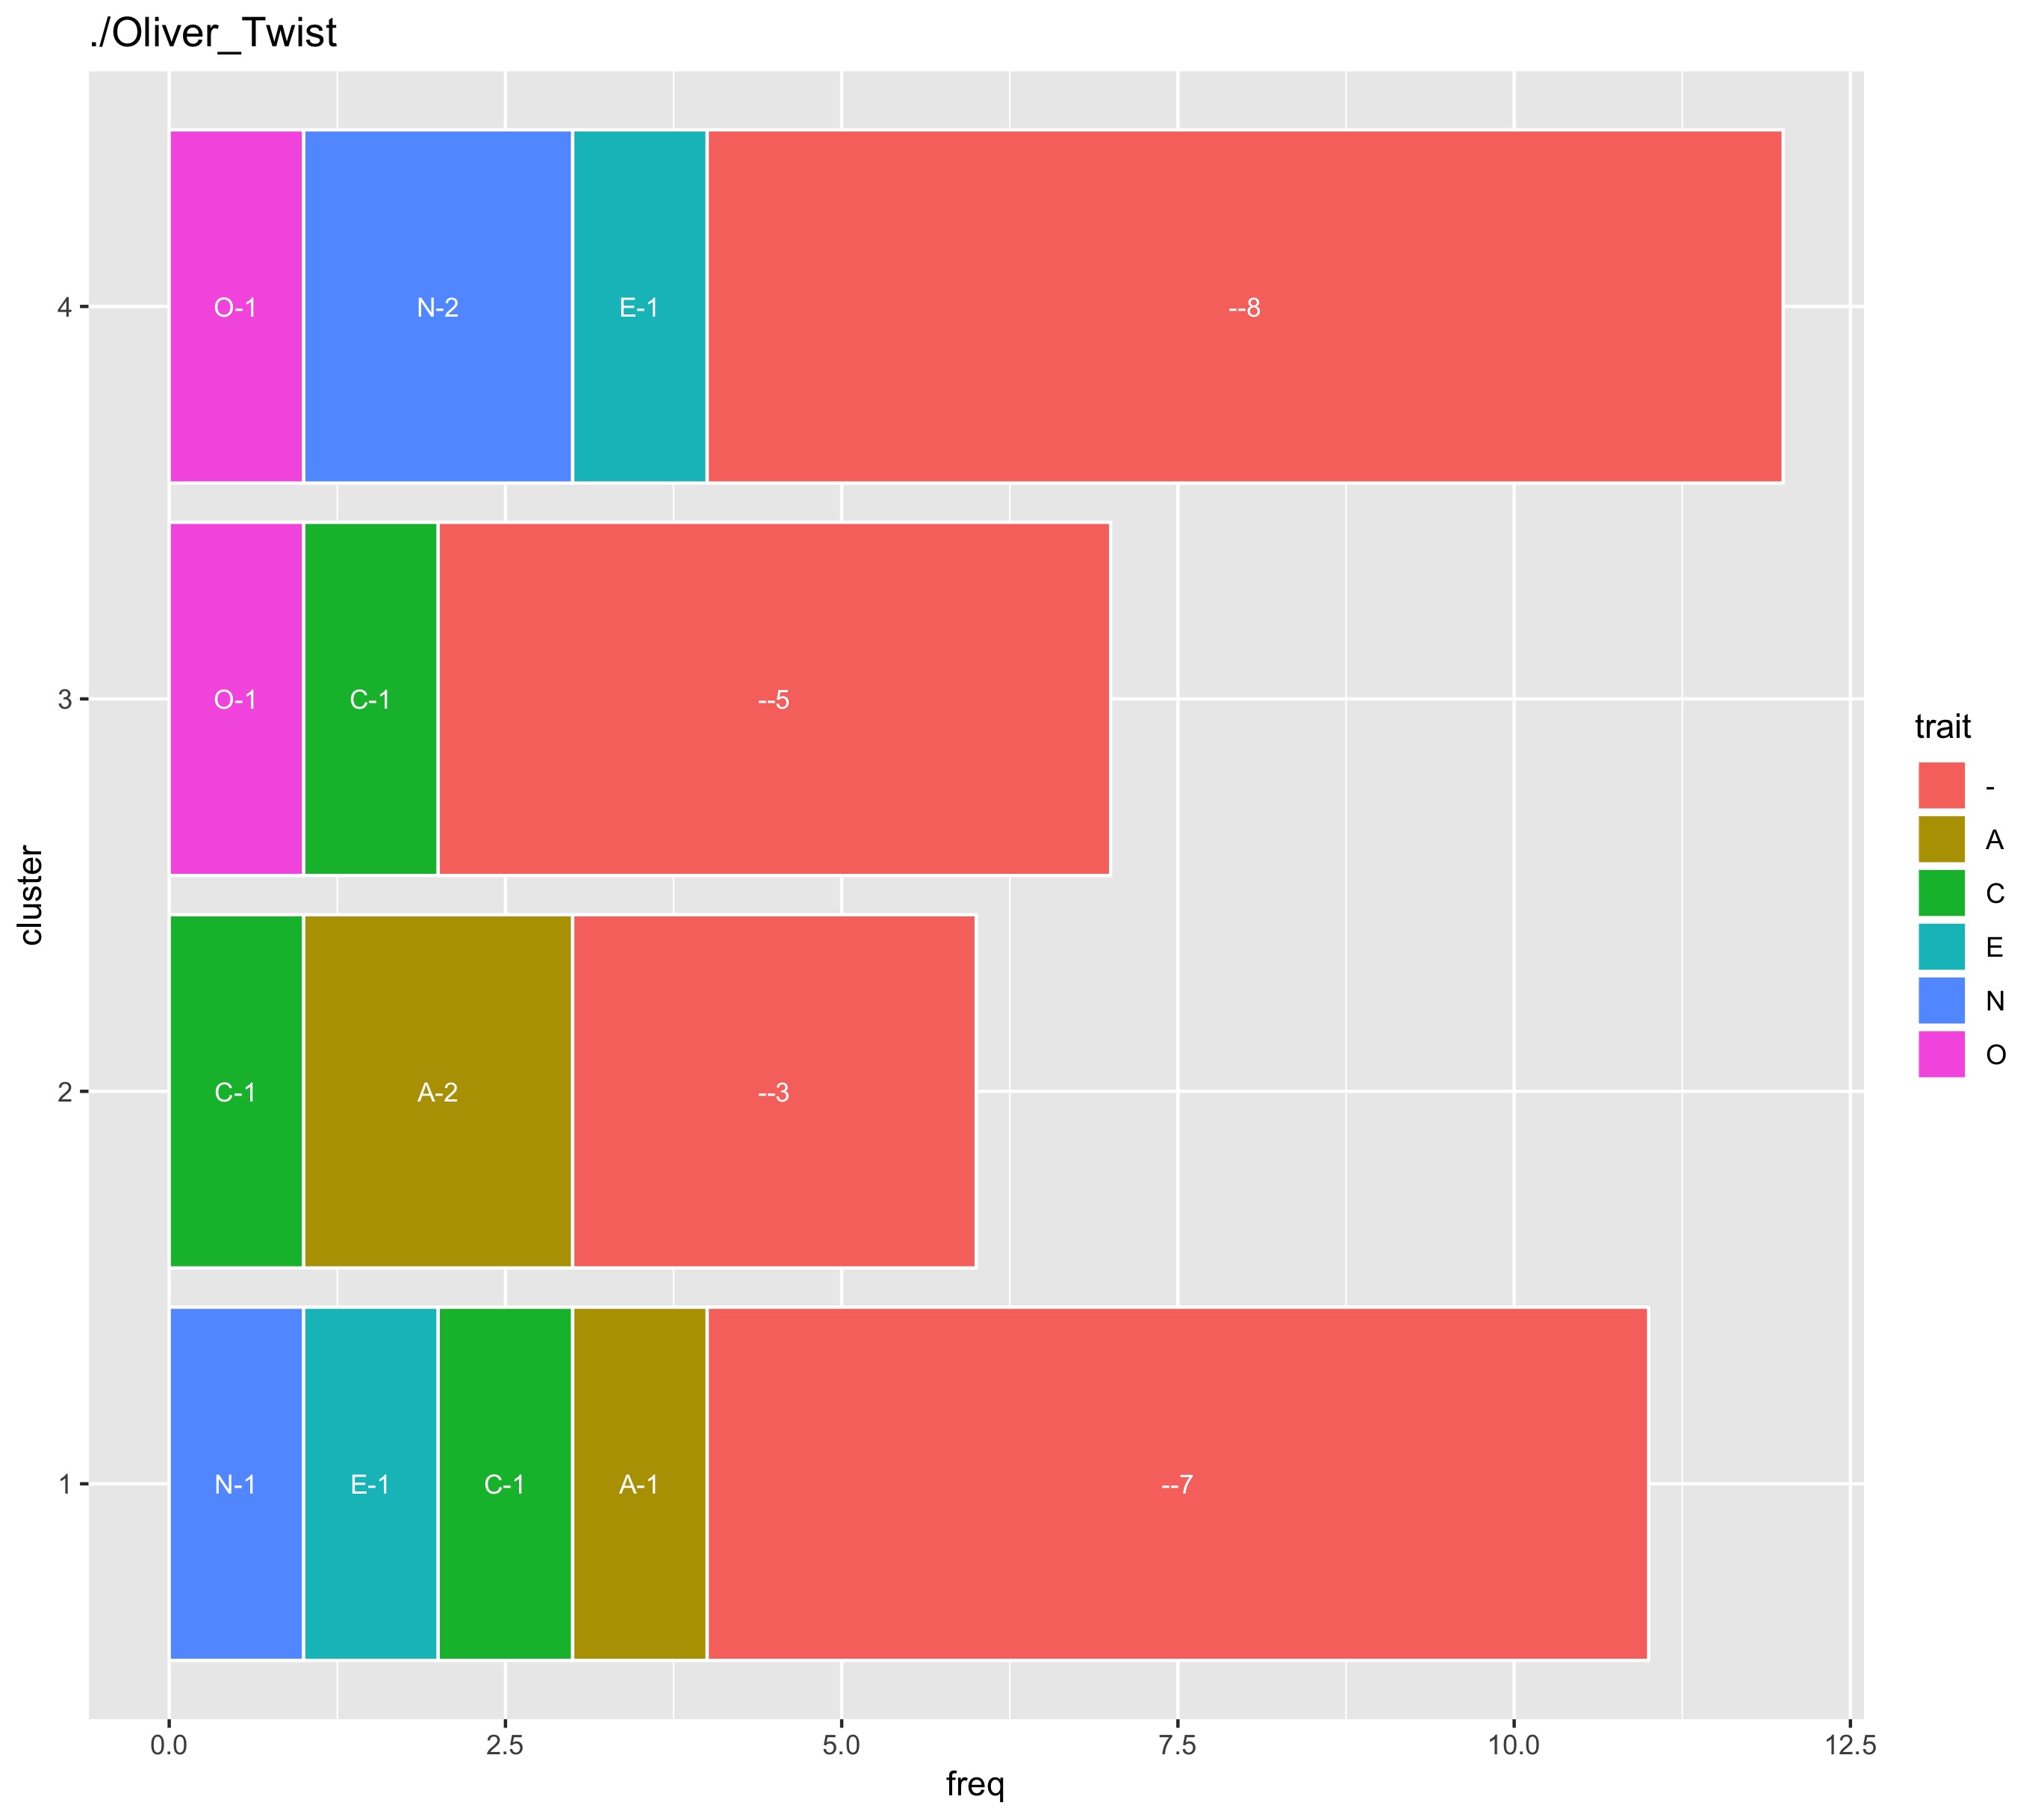 ./Oliver_Twist
4
O-1 N-2 E-1 --8
3
O-1 C-1 --5
2
C-1 A-2 --3
1
N-1 E-1 C-1 A-1 --7
cluster
0.0 2.5 5.0 7.5 10.0 12.5
freq
trait
-
A
C
E
N
O